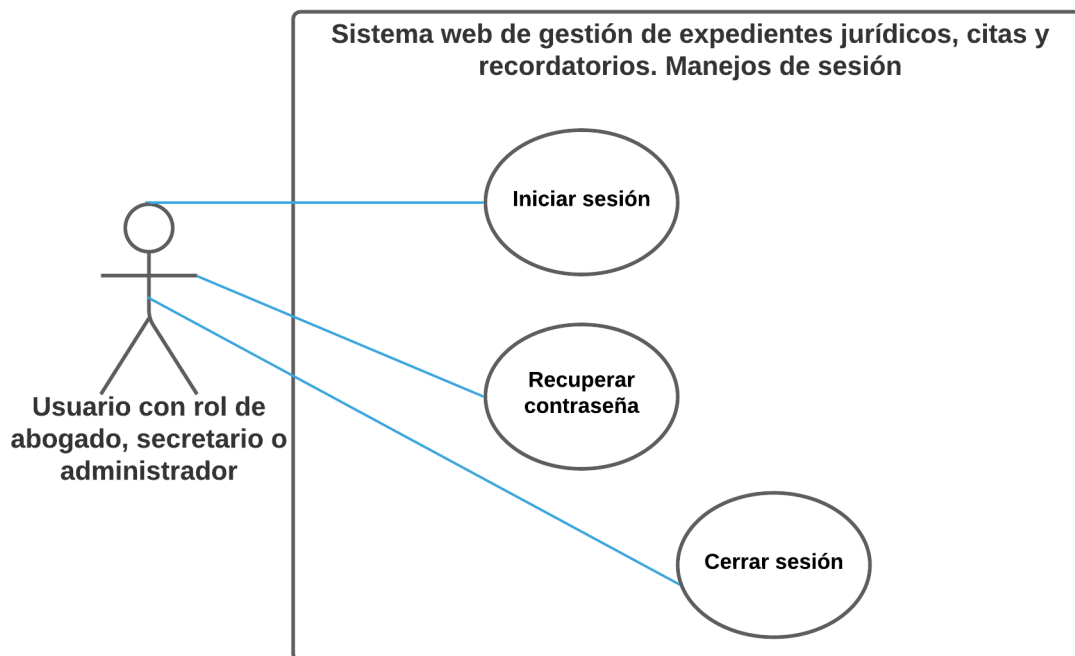 Sistema web de gestión de expedientes jurídicos, citas y
recordatorios. Manejos de sesión
Iniciar sesión
Recuperar
contraseña
Usuario con rol de
abogado, secretario o
administrador
Cerrar sesión